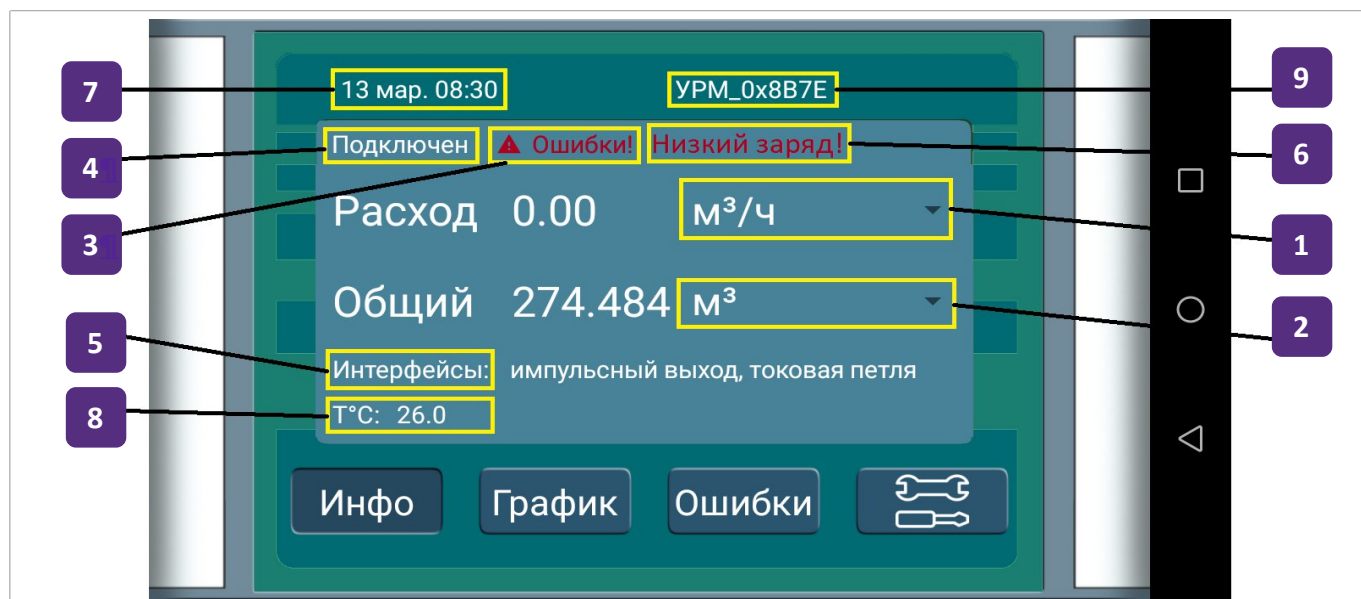 7
13 мар. 08:30
УРМ_0x8B7E
9
4¶
Подключен
Ошибки!
Низкий заряд!
6
3¶
Расход 0.00 м³/ч
1
Общий 274.484 м³
2
5
Интерфейсы: импульсный выход, токовая петля
8
T°C: 26.0
Инфо
График
Ошибки